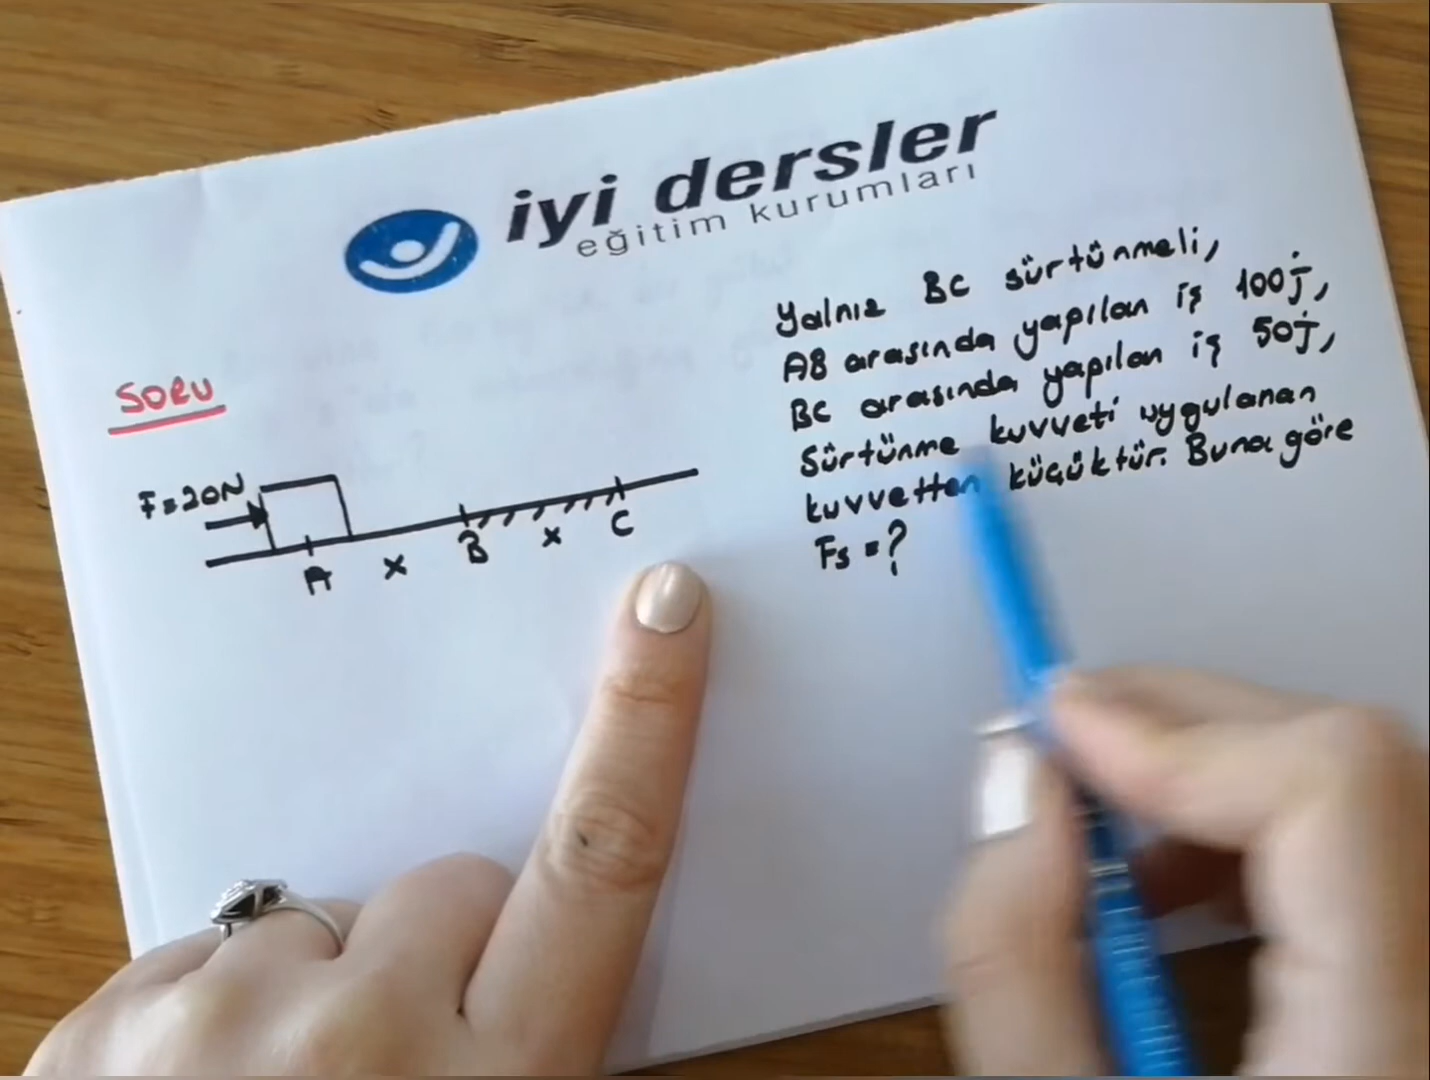 iyi dersler
eğitim kurumları
SORU
F=20N
A x B x C
Yalnız BC sürtünmeli,
AB arasında yapılan iş 100j,
BC arasında yapılan iş 50j,
Sürtünme kuvveti uygulanan
kuvvetten küçüktür. Buna göre
Fs = ?